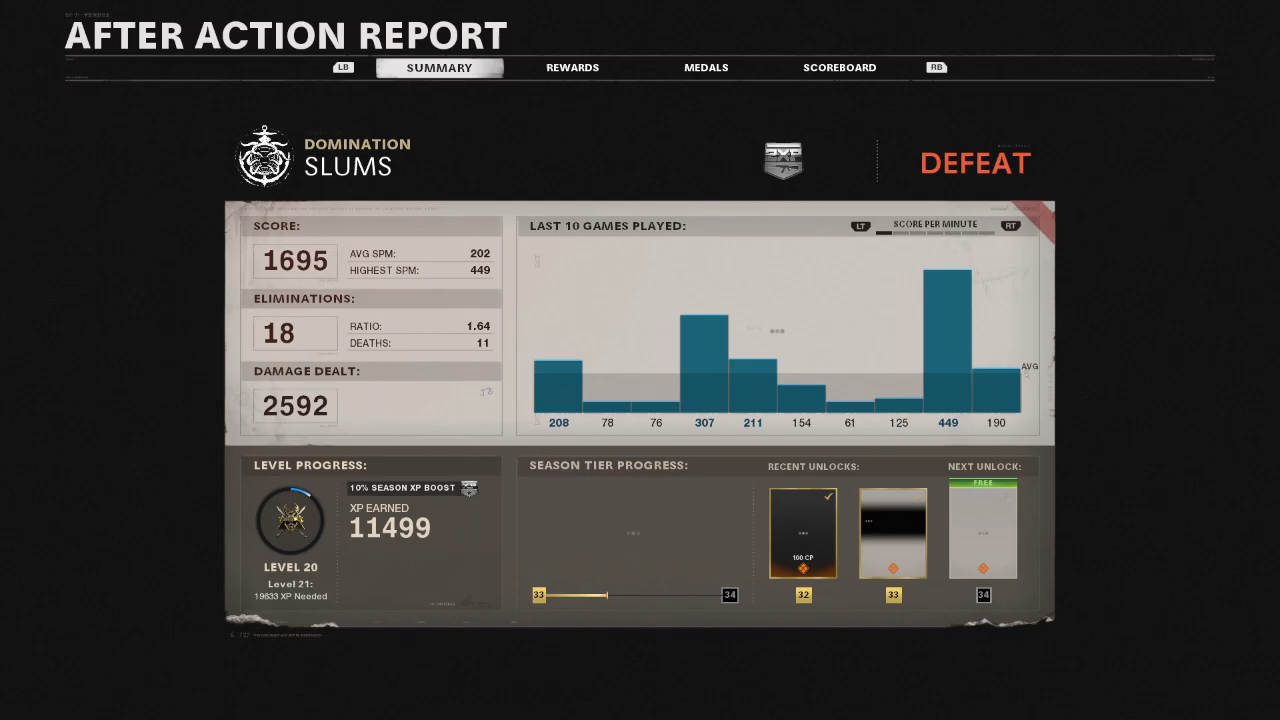 AFTER ACTION REPORT
LB SUMMARY REWARDS MEDALS SCOREBOARD RB
DOMINATION
SLUMS
2XP
DEFEAT
SCORE:
1695
AVG SPM: 202
HIGHEST SPM: 449
ELIMINATIONS:
18
RATIO: 1.64
DEATHS: 11
DAMAGE DEALT:
2592
LAST 10 GAMES PLAYED:
LT SCORE PER MINUTE RT
AVG
208 78 76 307 211 154 61 125 449 190
LEVEL PROGRESS:
10% SEASON XP BOOST
XP EARNED
11499
LEVEL 20
Level 21:
19633 XP Needed
SEASON TIER PROGRESS:
33 34
RECENT UNLOCKS:
100 CP
32 33
NEXT UNLOCK:
FREE
34